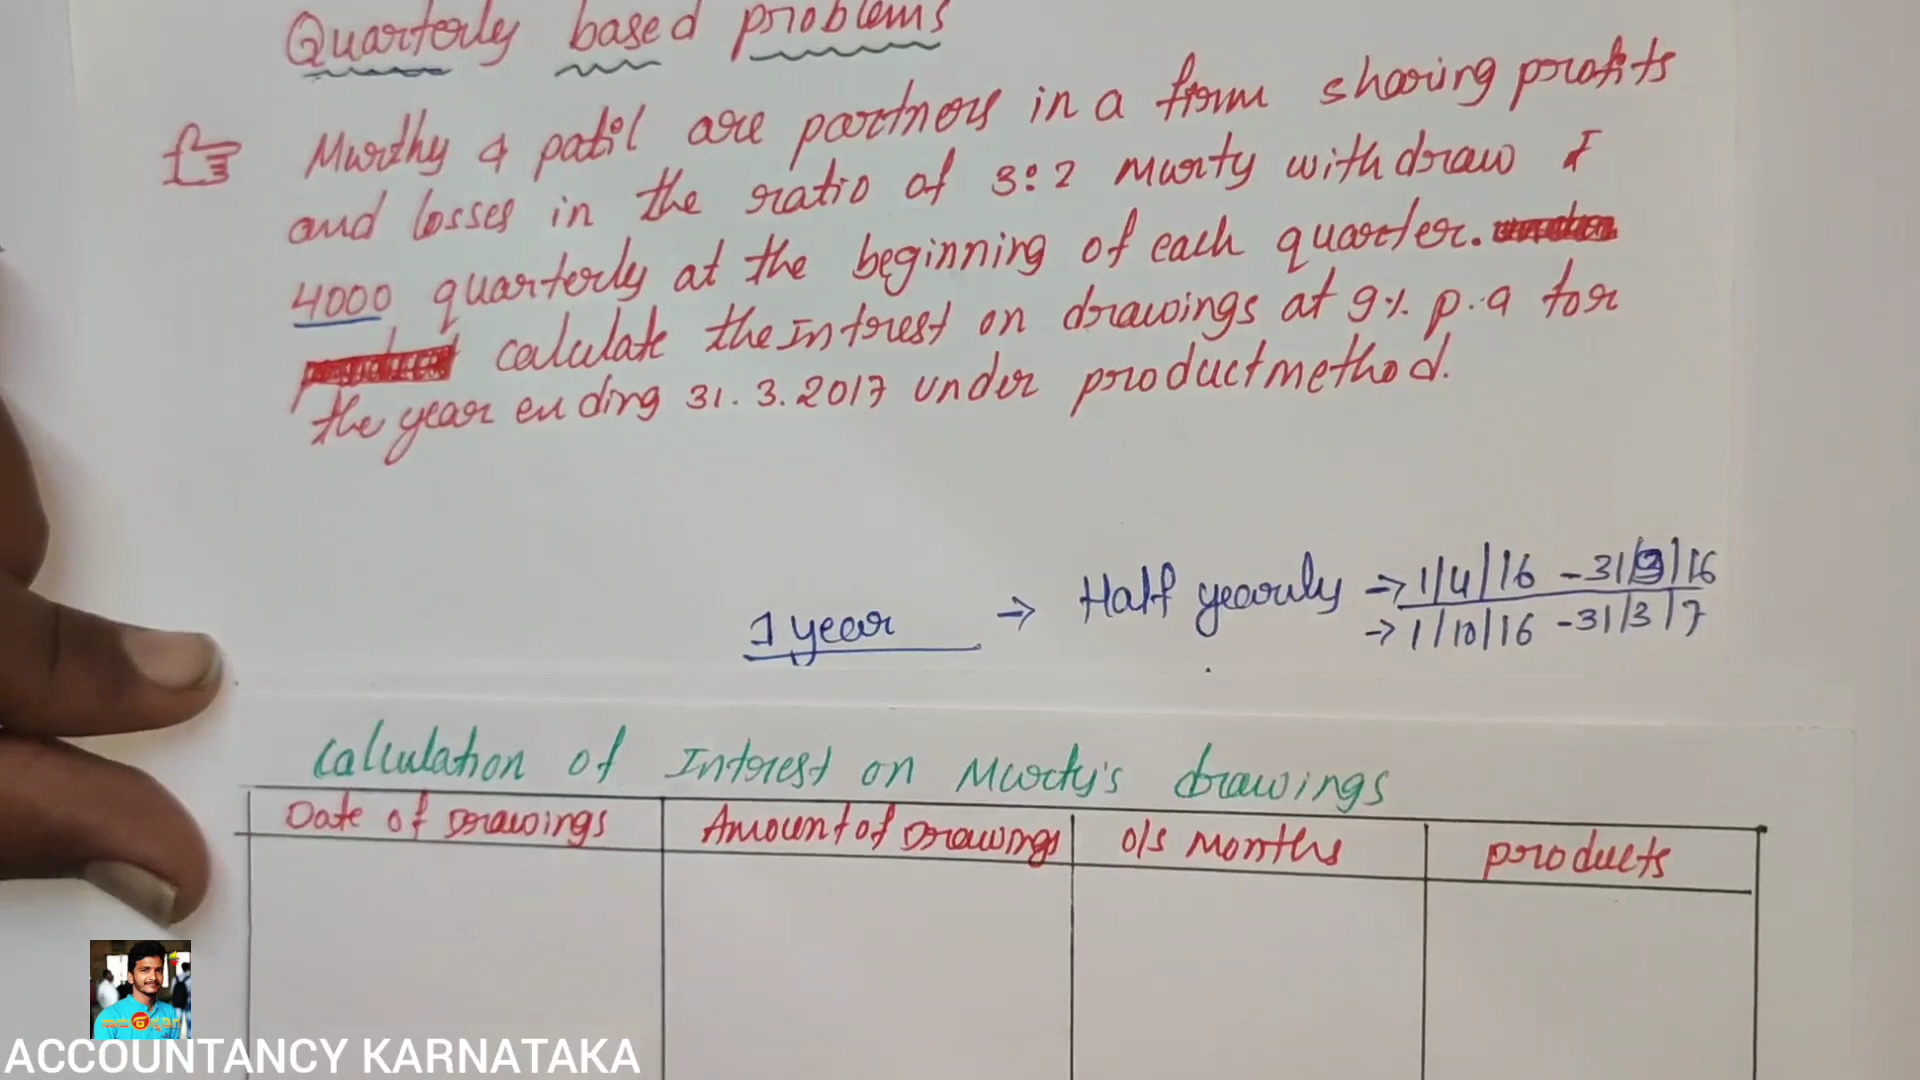 Quarterly based problems
Murthy & patil are partners in a firm sharing profits
and losses in the ratio of 3:2 Murty withdraw ₹
4000 quarterly at the beginning of each quarter.
calculate the Interest on drawings at 9% p.a for
the year ending 31.3.2017 under product method.
1 year → Half yearly → 1/4/16 - 31/9/16
→ 1/10/16 - 31/3/7
Calculation of Interest on Murty's drawings
Date of Drawings Amount of Drawings o/s Months products
ACCOUNTANCY KARNATAKA